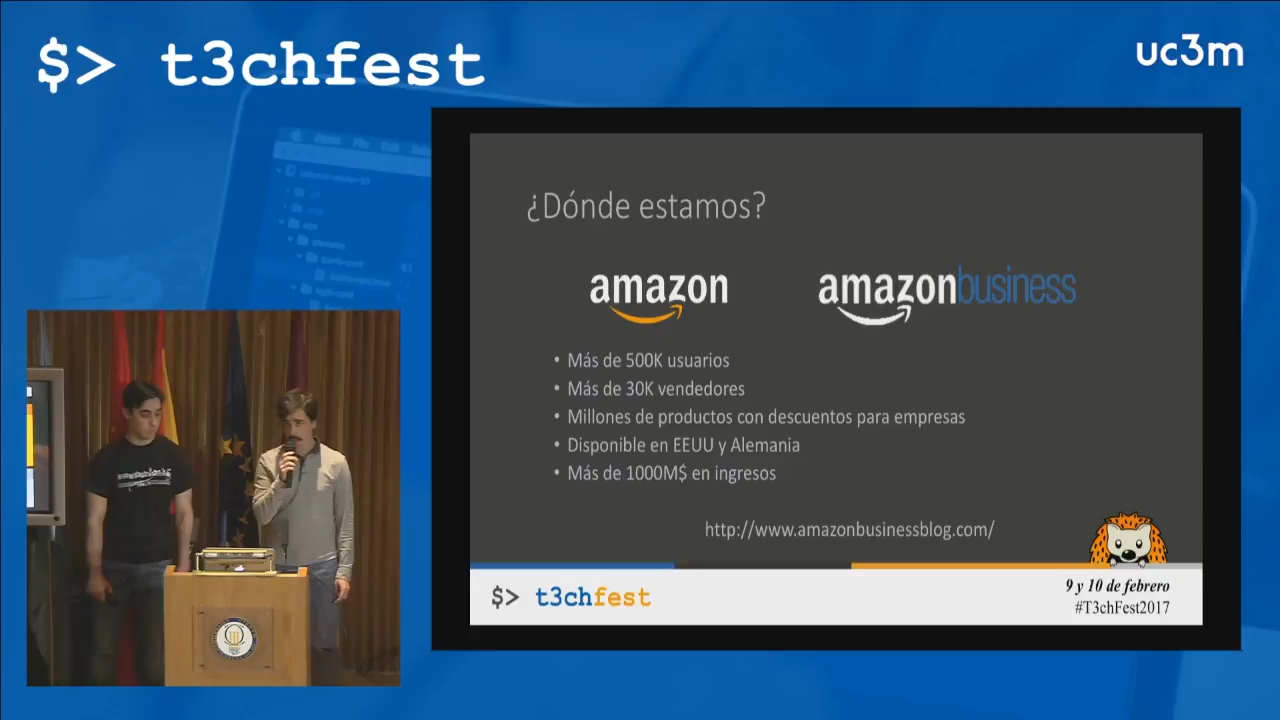 $> t3chfest
uc3m
¿Dónde estamos?
amazon
amazonbusiness
• Más de 500K usuarios
• Más de 30K vendedores
• Millones de productos con descuentos para empresas
• Disponible en EEUU y Alemania
• Más de 1000M$ en ingresos
http://www.amazonbusinessblog.com/
$> t3chfest
9 y 10 de febrero
#T3chFest2017